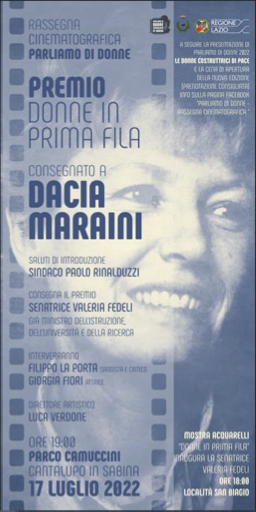 RASSEGNA
CINEMATOGRAFICA
PARLIAMO DI DONNE
PREMIO
DONNE IN
PRIMA FILA
CONSEGNATO A
DACIA
MARAINI
SALUTI DI INTRODUZIONE
SINDACO PAOLO RINALDUZZI
CONSEGNA IL PREMIO
SENATRICE VALERIA FEDELI
GIÀ MINISTRO DELL'ISTRUZIONE,
DELL'UNIVERSITÀ E DELLA RICERCA
INTERVERRANNO
FILIPPO LA PORTA
GIORGIA FIORI
DIRETTORE ARTISTICO
LUCA VERDONE
ORE 19:00
PARCO CAMUCCINI
CANTALUPO IN SABINA
17 LUGLIO 2022
REGIONE
LAZIO
A SEGUIRE LA PRESENTAZIONE DI
PARLIAMO DI DONNE 2022
LE DONNE COSTRUTTRICI DI PACE
E LA CENA DI APERTURA
DELLA NUOVA EDIZIONE
(PRENOTAZIONE CONSIGLIATA)
INFO SULLA PAGINA FACEBOOK
"PARLIAMO DI DONNE -
RASSEGNA CINEMATOGRAFICA"
MOSTRA ACQUARELLI
"DONNE IN PRIMA FILA"
INAUGURA LA SENATRICE
VALERIA FEDELI
ORE 18:00
LOCALITÀ SAN BIAGIO